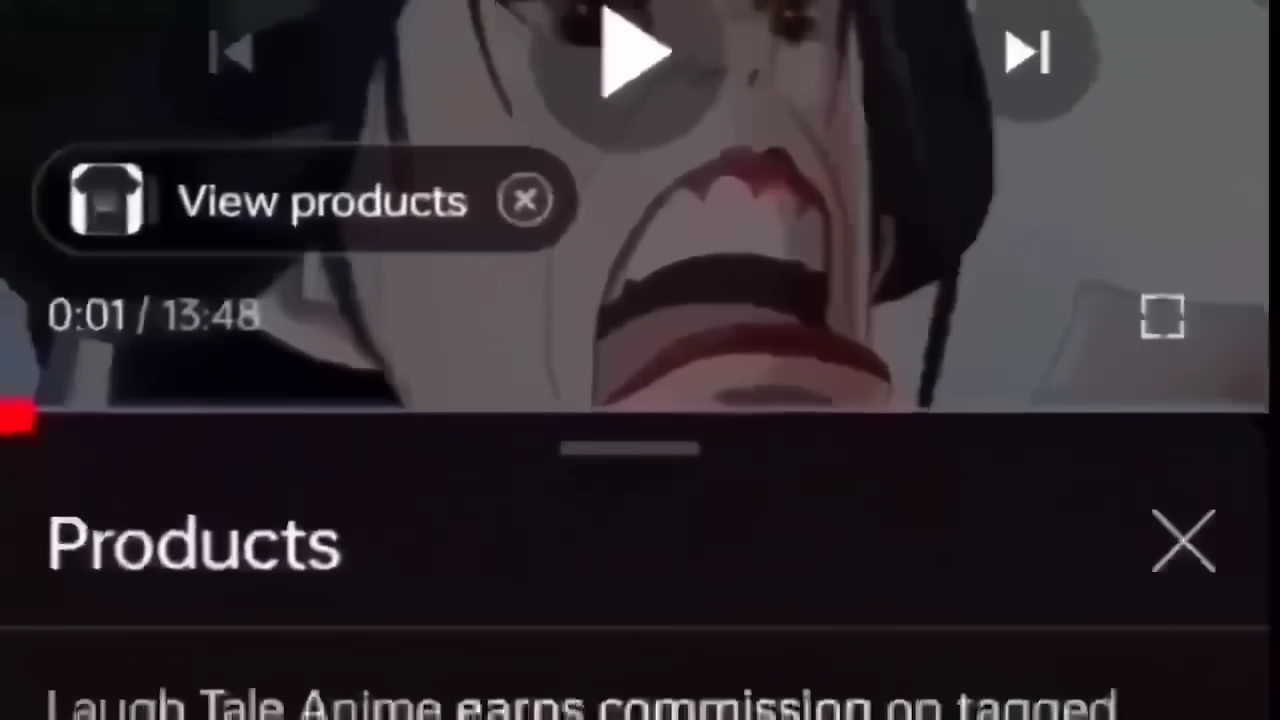 View products
0:01 / 13:48
Products
Laugh Tale Anime earns commission on tagged